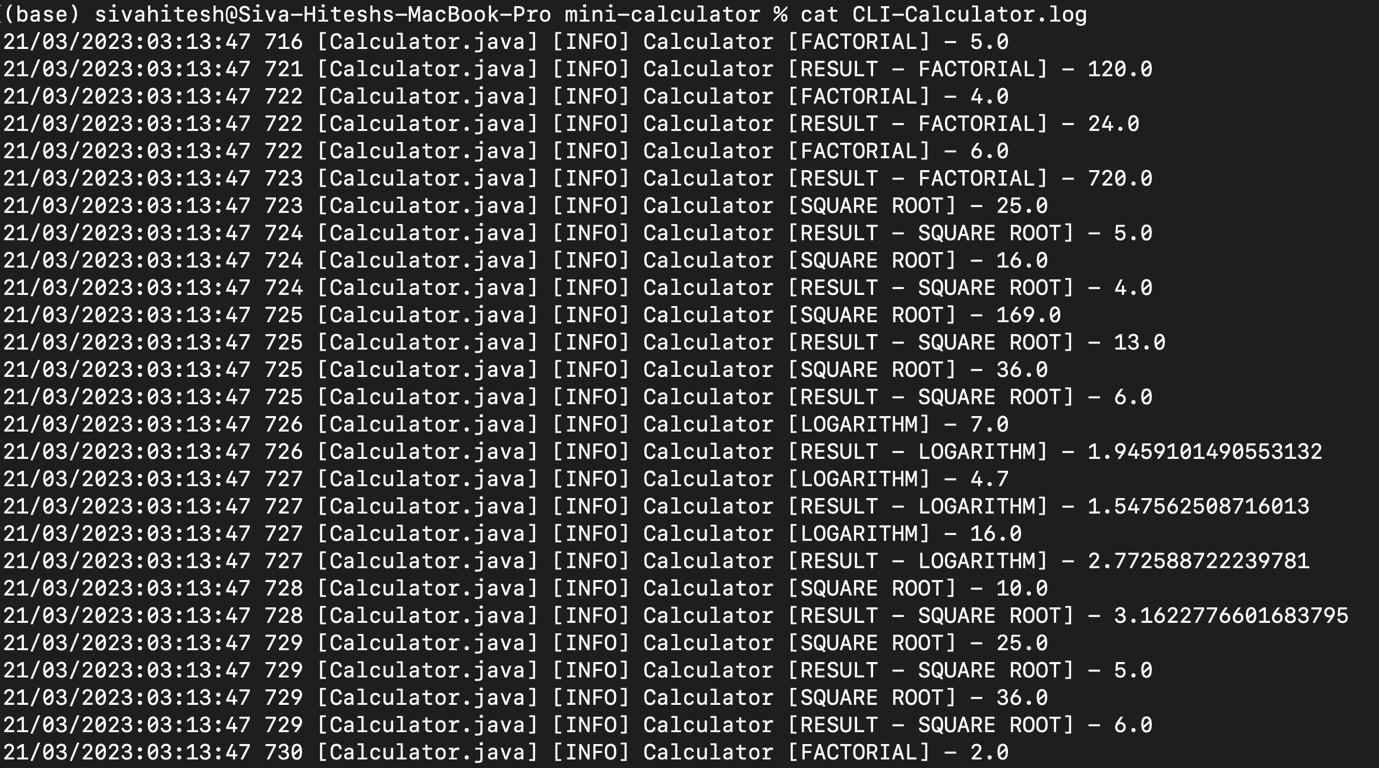 (base) sivahitesh@Siva-Hiteshs-MacBook-Pro mini-calculator % cat CLI-Calculator.log
21/03/2023:03:13:47 716 [Calculator.java] [INFO] Calculator [FACTORIAL] - 5.0
21/03/2023:03:13:47 721 [Calculator.java] [INFO] Calculator [RESULT - FACTORIAL] - 120.0
21/03/2023:03:13:47 722 [Calculator.java] [INFO] Calculator [FACTORIAL] - 4.0
21/03/2023:03:13:47 722 [Calculator.java] [INFO] Calculator [RESULT - FACTORIAL] - 24.0
21/03/2023:03:13:47 722 [Calculator.java] [INFO] Calculator [FACTORIAL] - 6.0
21/03/2023:03:13:47 723 [Calculator.java] [INFO] Calculator [RESULT - FACTORIAL] - 720.0
21/03/2023:03:13:47 723 [Calculator.java] [INFO] Calculator [SQUARE ROOT] - 25.0
21/03/2023:03:13:47 724 [Calculator.java] [INFO] Calculator [RESULT - SQUARE ROOT] - 5.0
21/03/2023:03:13:47 724 [Calculator.java] [INFO] Calculator [SQUARE ROOT] - 16.0
21/03/2023:03:13:47 724 [Calculator.java] [INFO] Calculator [RESULT - SQUARE ROOT] - 4.0
21/03/2023:03:13:47 725 [Calculator.java] [INFO] Calculator [SQUARE ROOT] - 169.0
21/03/2023:03:13:47 725 [Calculator.java] [INFO] Calculator [RESULT - SQUARE ROOT] - 13.0
21/03/2023:03:13:47 725 [Calculator.java] [INFO] Calculator [SQUARE ROOT] - 36.0
21/03/2023:03:13:47 725 [Calculator.java] [INFO] Calculator [RESULT - SQUARE ROOT] - 6.0
21/03/2023:03:13:47 726 [Calculator.java] [INFO] Calculator [LOGARITHM] - 7.0
21/03/2023:03:13:47 726 [Calculator.java] [INFO] Calculator [RESULT - LOGARITHM] - 1.9459101490553132
21/03/2023:03:13:47 727 [Calculator.java] [INFO] Calculator [LOGARITHM] - 4.7
21/03/2023:03:13:47 727 [Calculator.java] [INFO] Calculator [RESULT - LOGARITHM] - 1.547562508716013
21/03/2023:03:13:47 727 [Calculator.java] [INFO] Calculator [LOGARITHM] - 16.0
21/03/2023:03:13:47 727 [Calculator.java] [INFO] Calculator [RESULT - LOGARITHM] - 2.772588722239781
21/03/2023:03:13:47 728 [Calculator.java] [INFO] Calculator [SQUARE ROOT] - 10.0
21/03/2023:03:13:47 728 [Calculator.java] [INFO] Calculator [RESULT - SQUARE ROOT] - 3.1622776601683795
21/03/2023:03:13:47 729 [Calculator.java] [INFO] Calculator [SQUARE ROOT] - 25.0
21/03/2023:03:13:47 729 [Calculator.java] [INFO] Calculator [RESULT - SQUARE ROOT] - 5.0
21/03/2023:03:13:47 729 [Calculator.java] [INFO] Calculator [SQUARE ROOT] - 36.0
21/03/2023:03:13:47 729 [Calculator.java] [INFO] Calculator [RESULT - SQUARE ROOT] - 6.0
21/03/2023:03:13:47 730 [Calculator.java] [INFO] Calculator [FACTORIAL] - 2.0